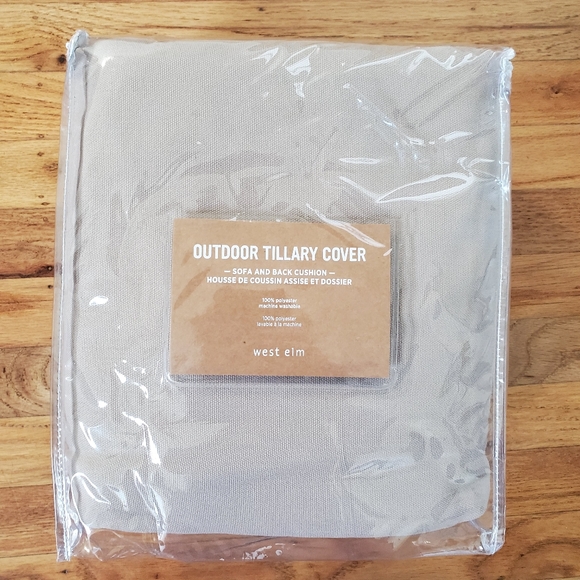 OUTDOOR TILLARY COVER
— SOFA AND BACK CUSHION —
HOUSSE DE COUSSIN ASSISE ET DOSSIER
100% polyester
machine washable
100% polyester
lavable à la machine
west elm